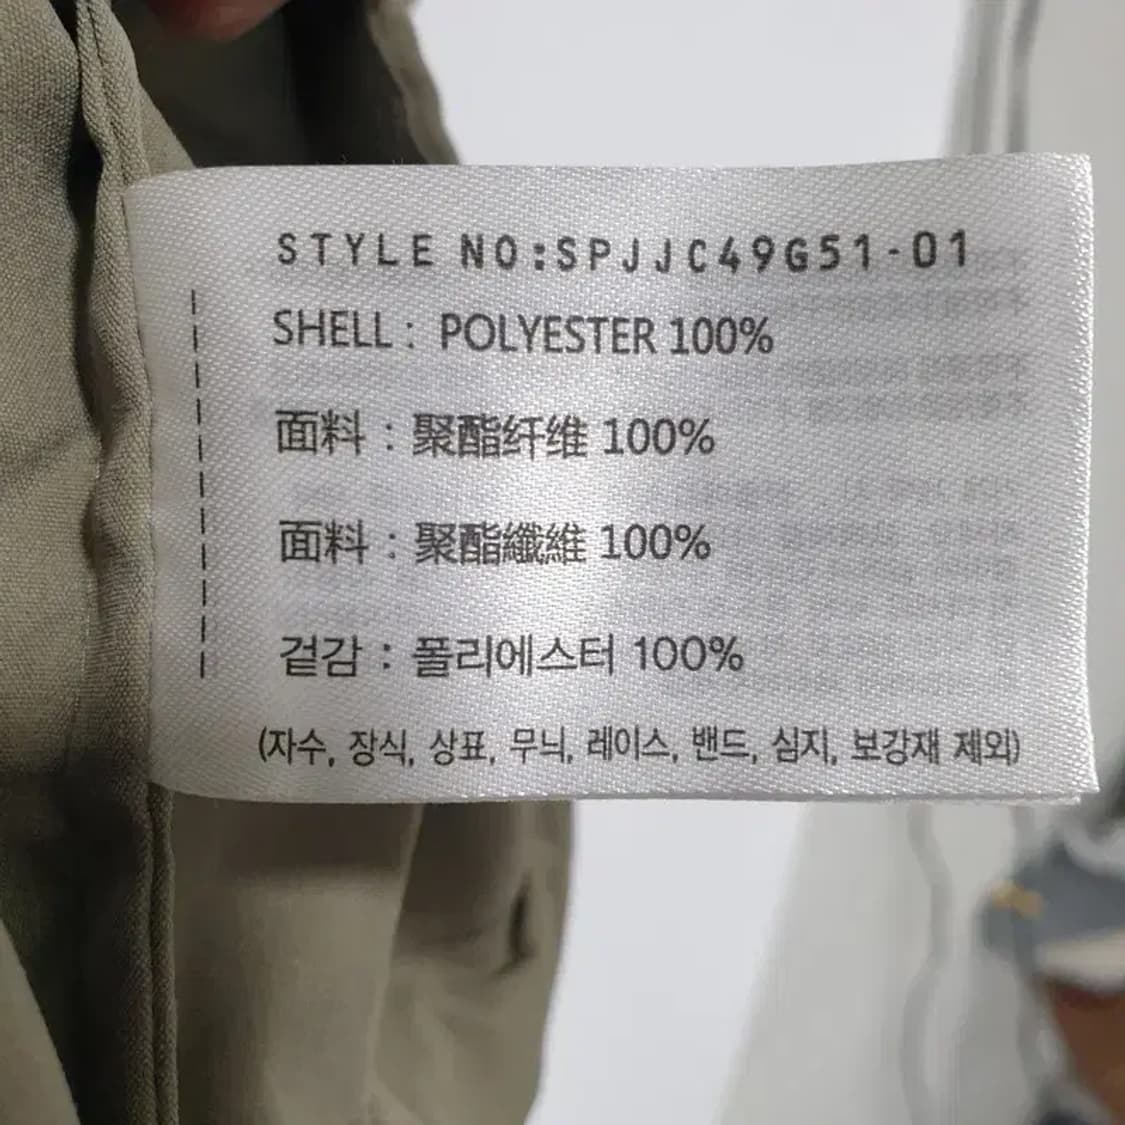 STYLE NO:SPJJC49G51-01
SHELL : POLYESTER 100%
面料 : 聚酯纤维 100%
面料 : 聚酯纖維 100%
겉감 : 폴리에스터 100%
(자수, 장식, 상표, 무늬, 레이스, 밴드, 심지, 보강재 제외)